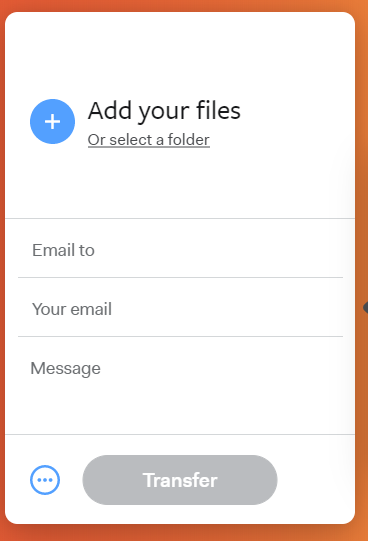 Add your files
Or select a folder
Email to
Your email
Message
Transfer